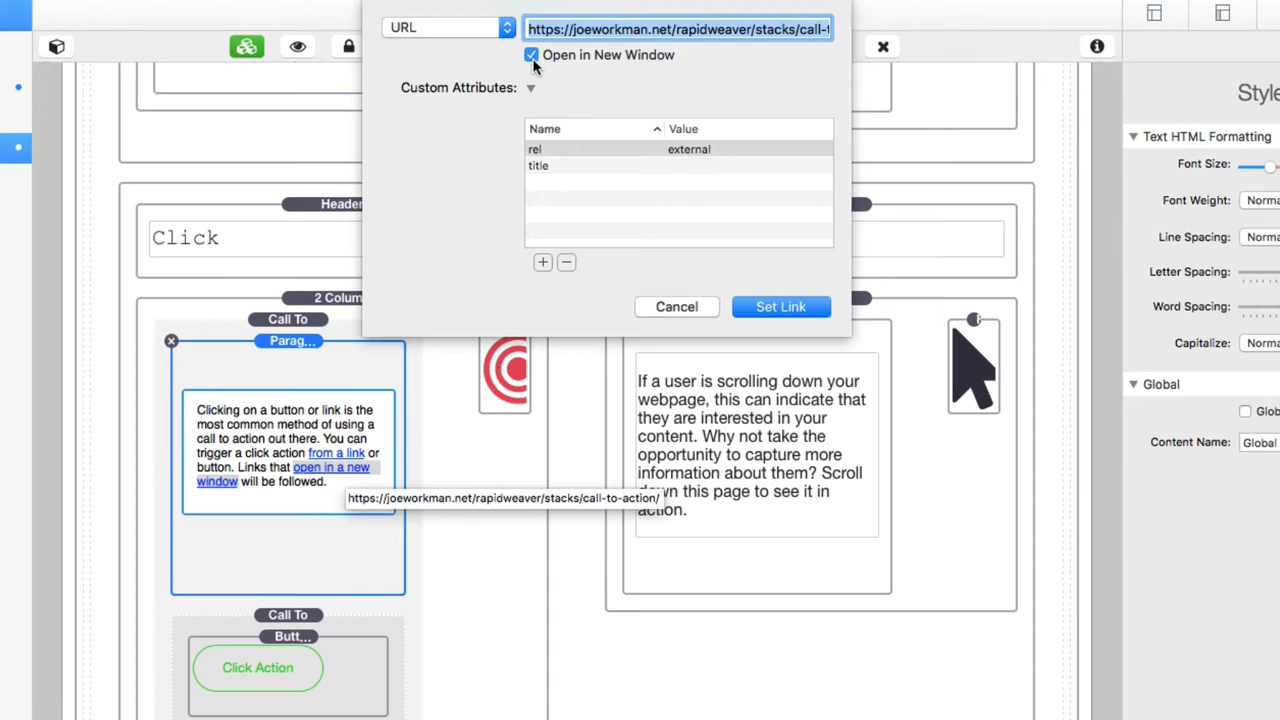 URL
https://joeworkman.net/rapidweaver/stacks/call-
Open in New Window
Custom Attributes:
Name Value
rel external
title
Cancel Set Link
Style
Text HTML Formatting
Font Size:
Font Weight: Norma
Line Spacing: Norma
Letter Spacing:
Word Spacing:
Capitalize: Norma
Global
Glob
Content Name: Global
Header
Click
2 Colum
Call To
Parag...
Clicking on a button or link is the
most common method of using a
call to action out there. You can
trigger a click action from a link or
button. Links that open in a new
window will be followed.
https://joeworkman.net/rapidweaver/stacks/call-to-action/
If a user is scrolling down your
webpage, this can indicate that
they are interested in your
content. Why not take the
opportunity to capture more
information about them? Scroll
down this page to see it in
action.
Call To
Butt...
Click Action